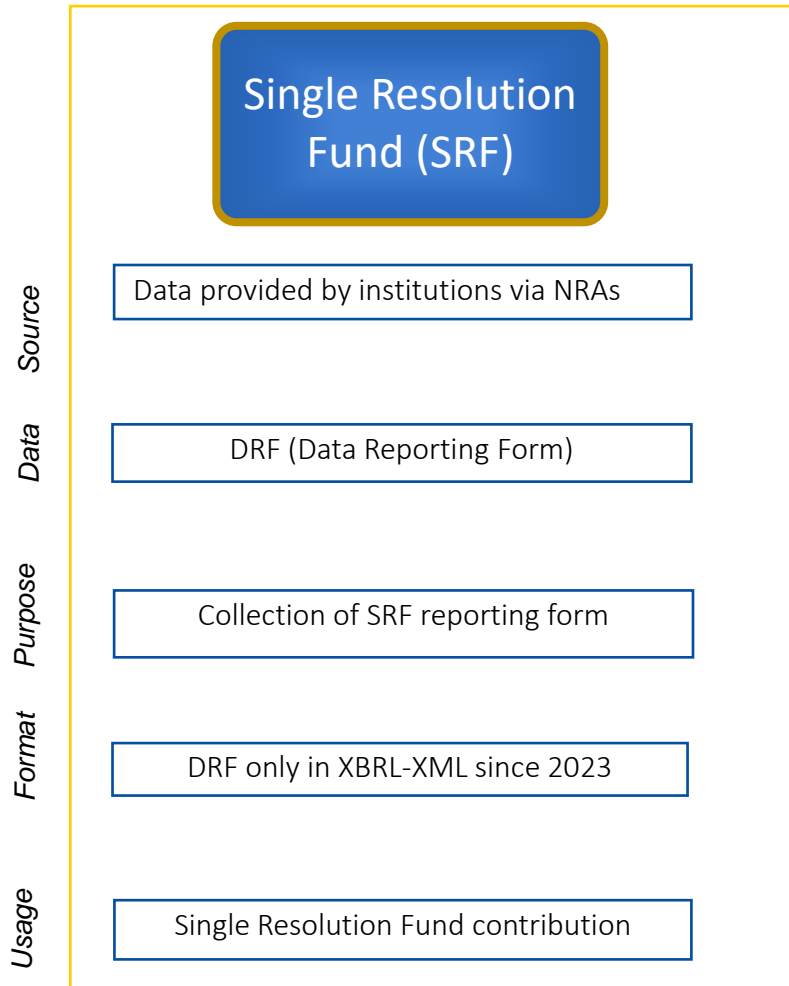 Single Resolution
Fund (SRF)
Source
Data provided by institutions via NRAs
Data
DRF (Data Reporting Form)
Purpose
Collection of SRF reporting form
Format
DRF only in XBRL-XML since 2023
Usage
Single Resolution Fund contribution